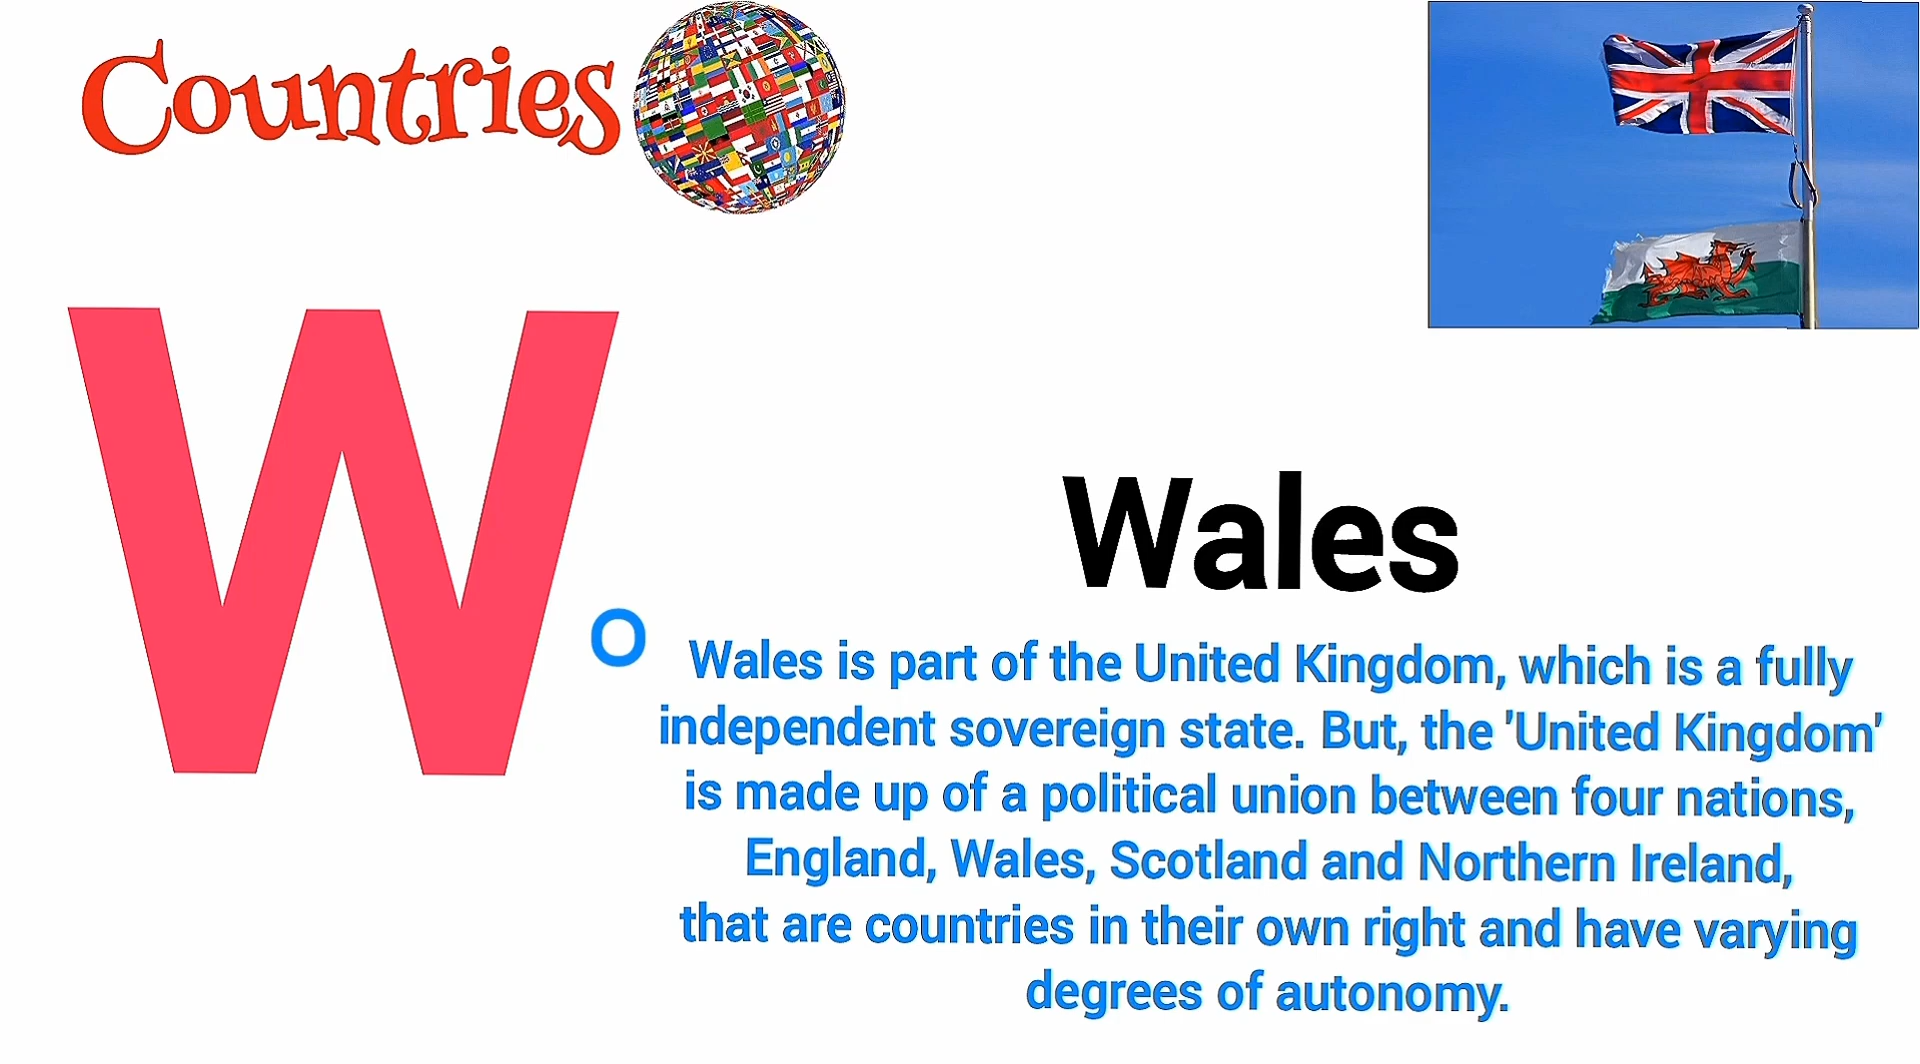 Countries
W
Wales
o
Wales is part of the United Kingdom, which is a fully
independent sovereign state. But, the 'United Kingdom'
is made up of a political union between four nations,
England, Wales, Scotland and Northern Ireland,
that are countries in their own right and have varying
degrees of autonomy.